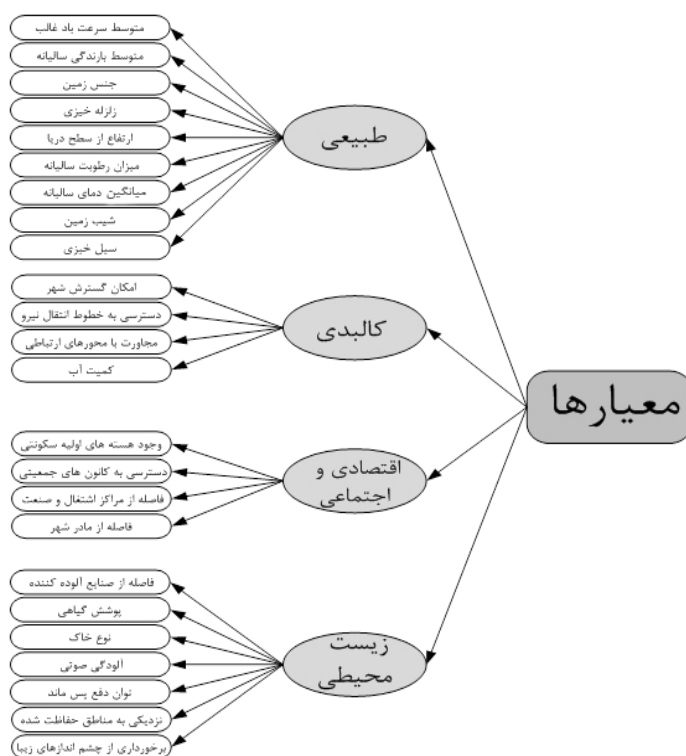 معیارها
طبیعی
متوسط سرعت باد غالب
متوسط بارندگی سالیانه
جنس زمین
زلزله خیزی
ارتفاع از سطح دریا
میزان رطوبت سالیانه
میانگین دمای سالیانه
شیب زمین
سیل خیزی
کالبدی
امکان گسترش شهر
دسترسی به خطوط انتقال نیرو
مجاورت با محورهای ارتباطی
کمیت آب
اقتصادی و
اجتماعی
وجود هسته های اولیه سکونتی
دسترسی به کانون های جمعیتی
فاصله از مراکز اشتغال و صنعت
فاصله از مادر شهر
زیست
محیطی
فاصله از صنایع آلوده کننده
پوشش گیاهی
نوع خاک
آلودگی صوتی
توان دفع پس ماند
نزدیکی به مناطق حفاظت شده
برخورداری از چشم اندازهای زیبا